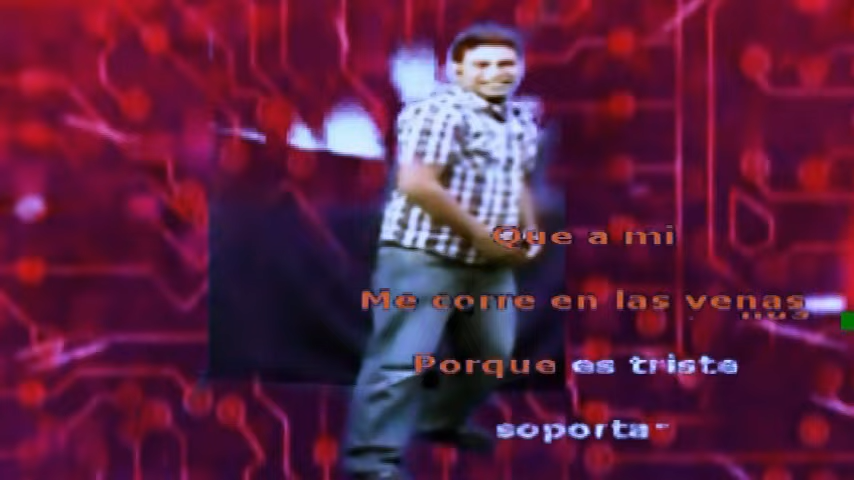 Que a mi
Me corre en las venas
Porque es triste
soportar